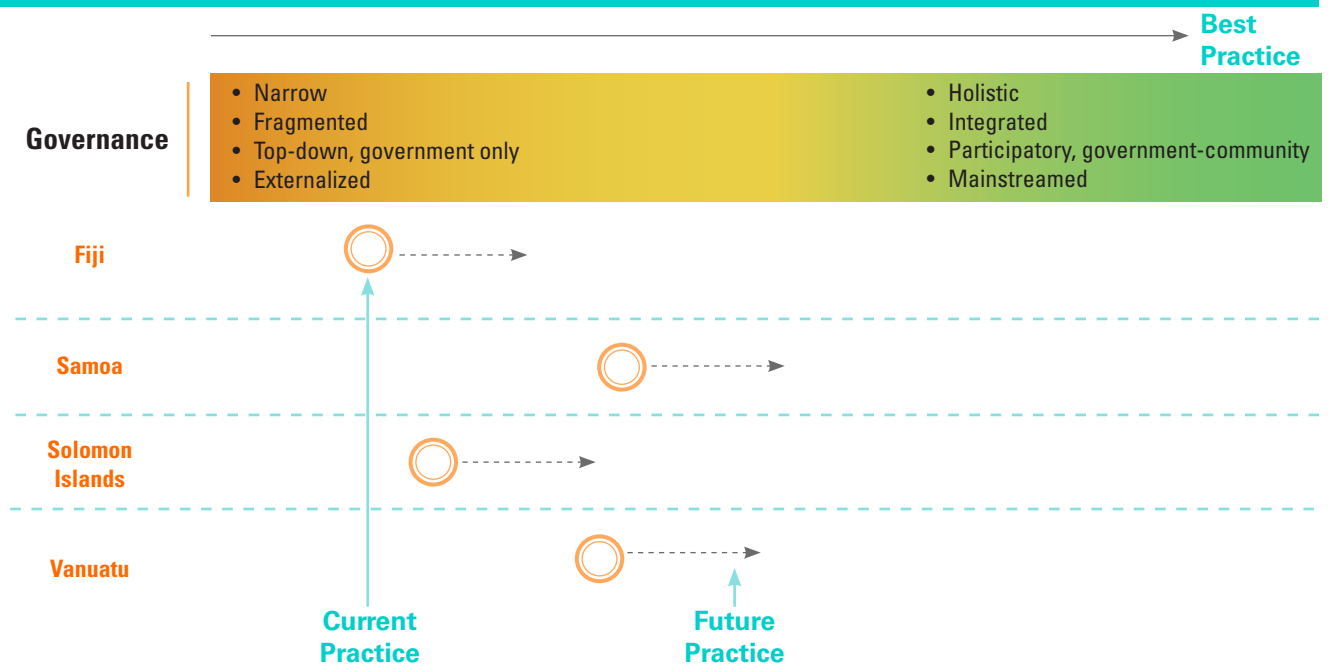 Best
Practice
Governance
• Narrow
• Fragmented
• Top-down, government only
• Externalized
• Holistic
• Integrated
• Participatory, government-community
• Mainstreamed
Fiji
Samoa
Solomon
Islands
Vanuatu
Current
Practice
Future
Practice